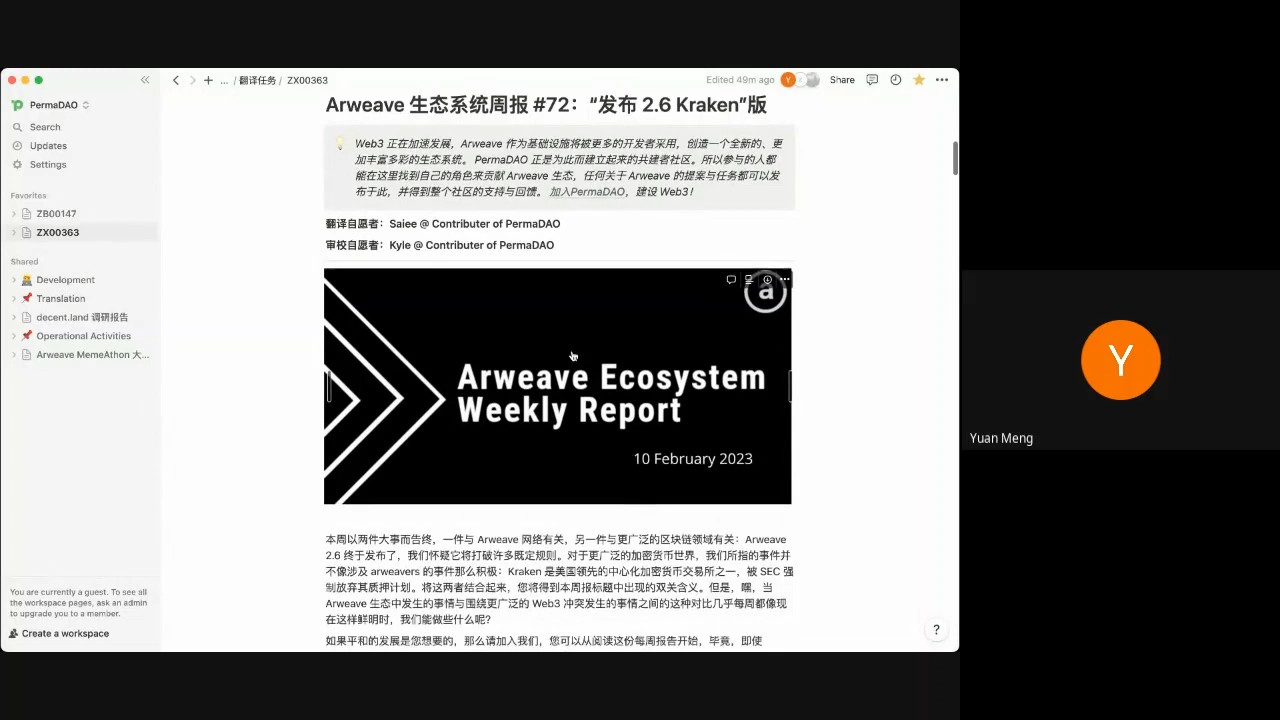 ... / 翻译任务 / ZX00363
Edited 49m ago
Y
Share
PermaDAO
Search
Updates
Settings
Favorites
ZB00147
ZX00363
Shared
Development
Translation
decent.land 调研报告
Operational Activities
Arweave MemeAthon 大...
You are currently a guest. To see all
the workspace pages, ask an admin
to upgrade you to a member.
Create a workspace
Arweave 生态系统周报 #72：“发布 2.6 Kraken”版
Web3 正在加速发展，Arweave 作为基础设施将被更多的开发者采用，创造一个全新的、更
加丰富多彩的生态系统。 PermaDAO 正是为此而建立起来的共建者社区。所以参与的人都
能在这里找到自己的角色来贡献 Arweave 生态，任何关于 Arweave 的提案与任务都可以发
布于此，并得到整个社区的支持与回馈。 加入PermaDAO，建设 Web3！
翻译自愿者：Saiee @ Contributer of PermaDAO
审校自愿者：Kyle @ Contributer of PermaDAO
a
Arweave Ecosystem
Weekly Report
10 February 2023
本周以两件大事而告终，一件与 Arweave 网络有关，另一件与更广泛的区块链领域有关：Arweave
2.6 终于发布了，我们怀疑它将打破许多既定规则。对于更广泛的加密货币世界，我们所指的事件并
不像涉及 arweavers 的事件那么积极：Kraken 是美国领先的中心化加密货币交易所之一，被 SEC 强
制放弃其质押计划。将这两者结合起来，您将得到本周报标题中出现的双关含义。但是，嘿，当
Arweave 生态中发生的事情与围绕更广泛的 Web3 冲突发生的事情之间的这种对比几乎每周都像现
在这样鲜明时，我们能做些什么呢？
如果平和的发展是您想要的，那么请加入我们，您可以从阅读这份每周报告开始，毕竟，即使
?
Y
Yuan Meng